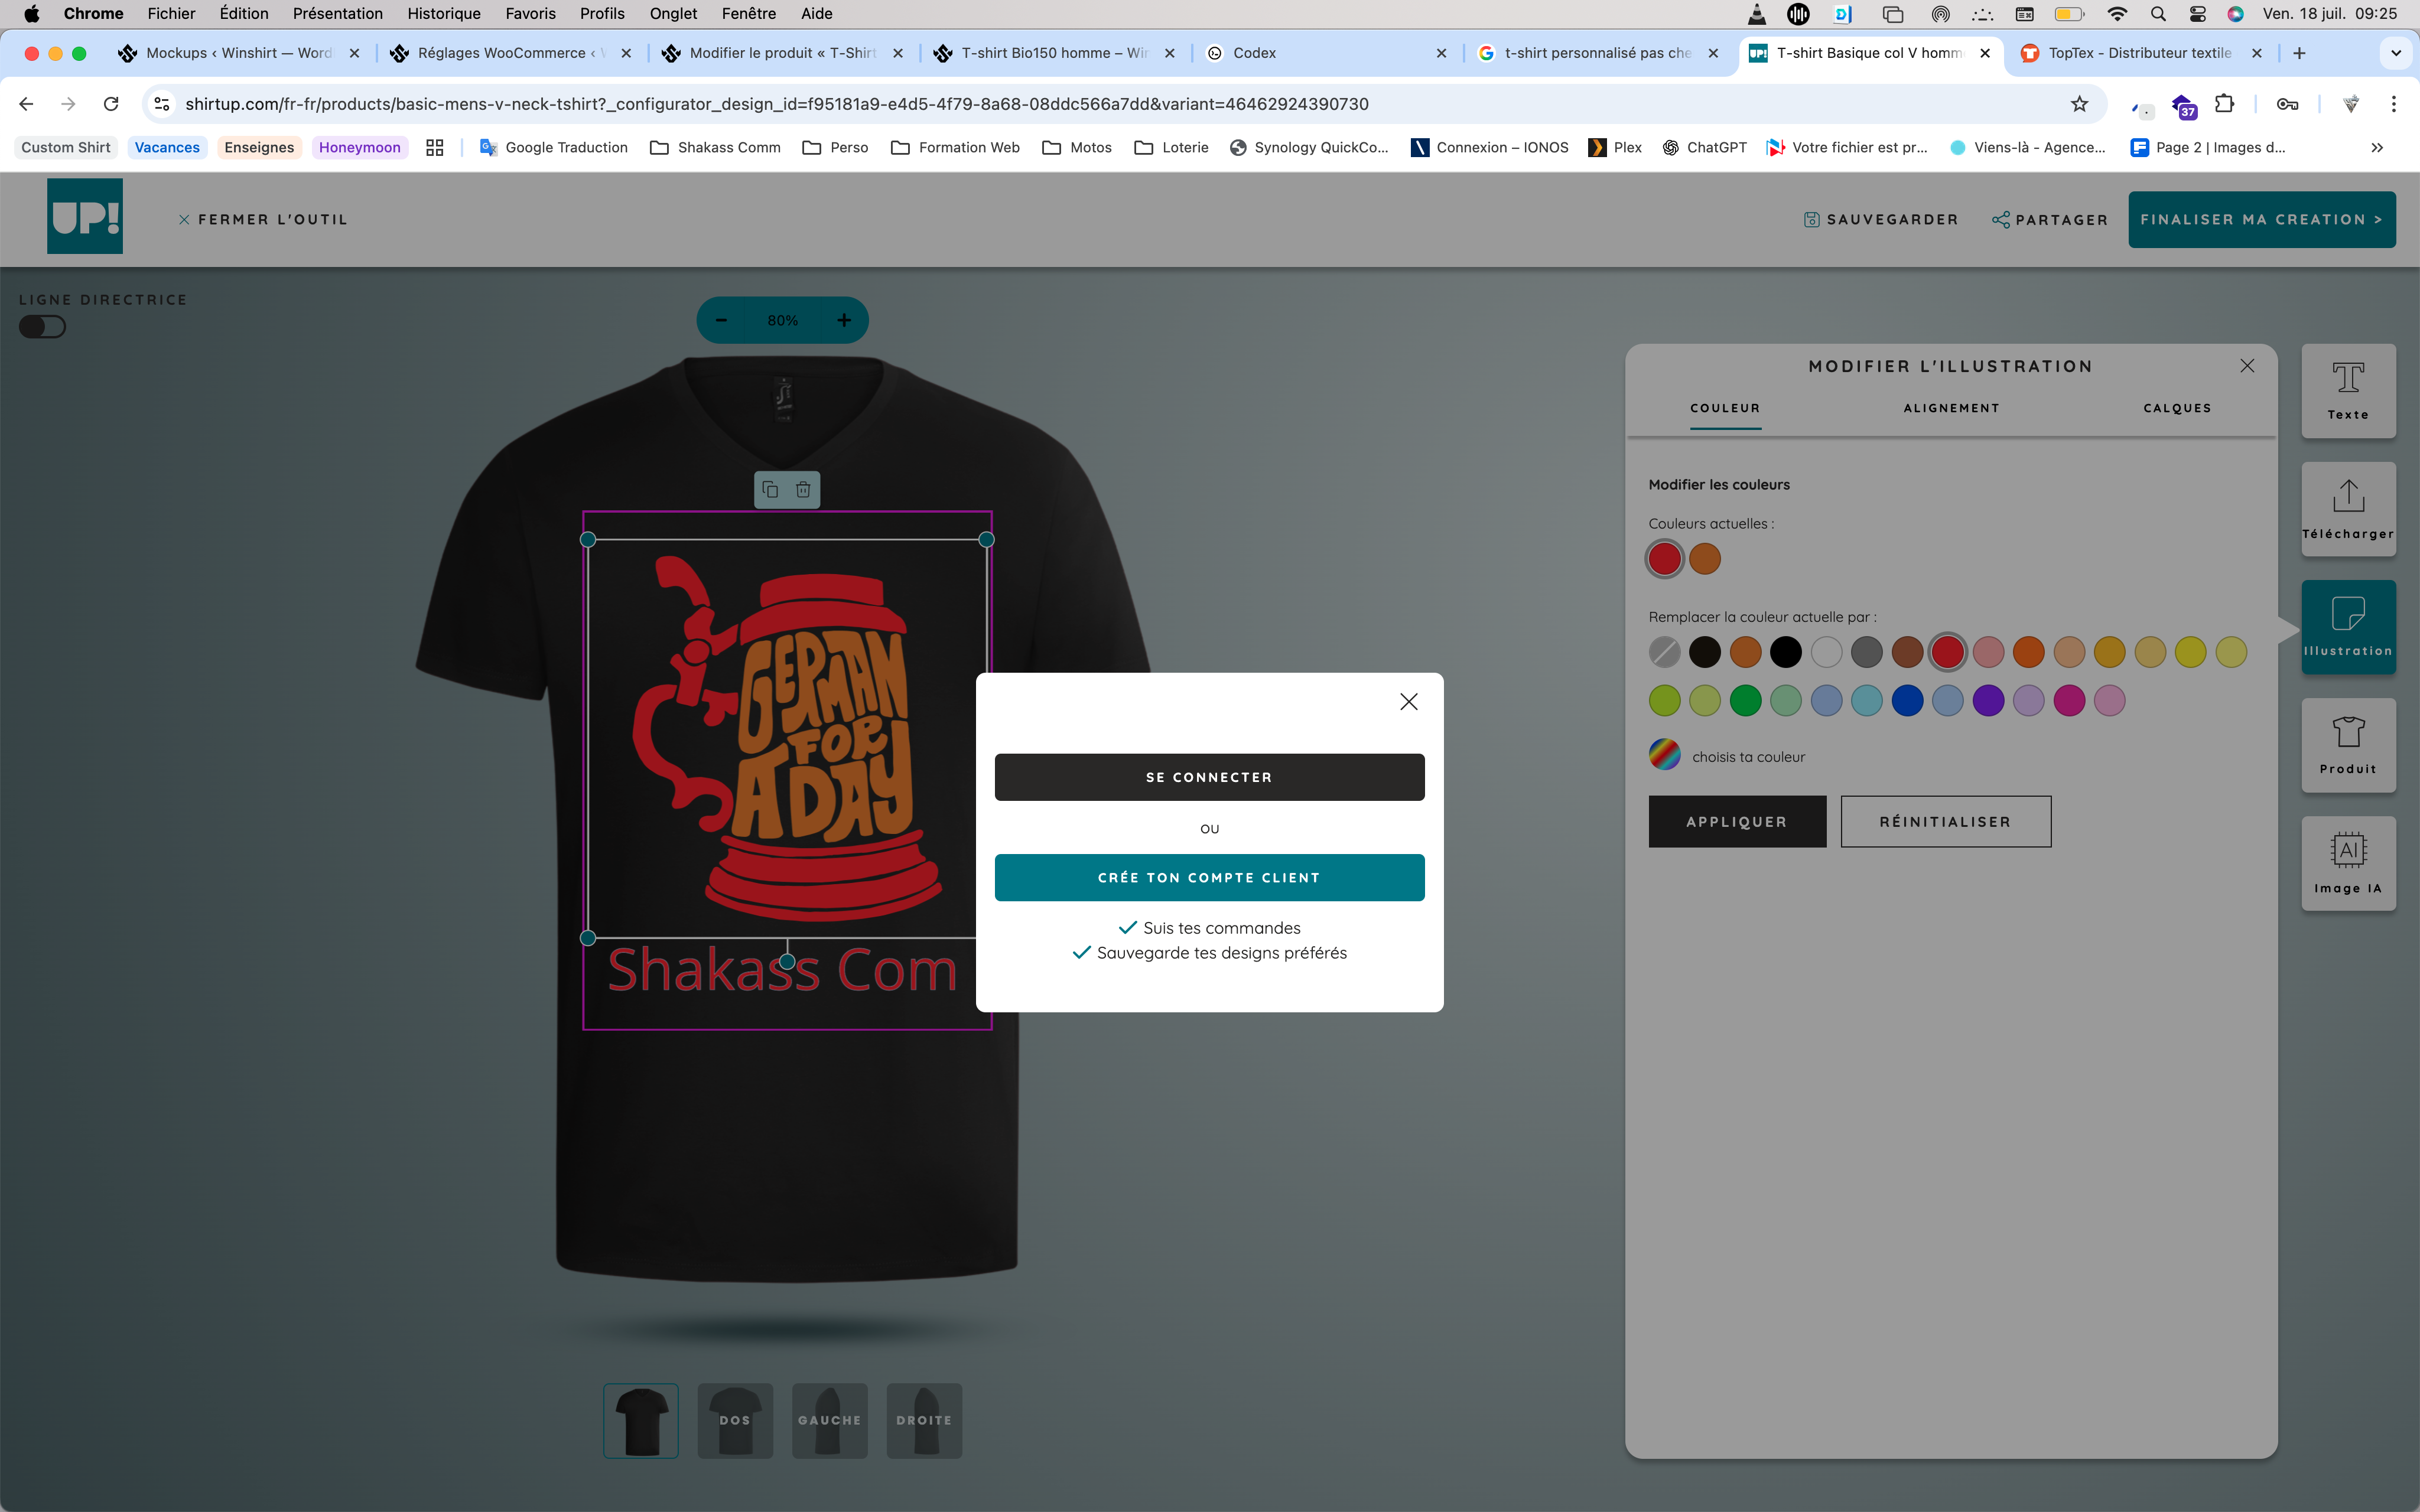 Chrome Fichier Édition Présentation Historique Favoris Profils Onglet Fenêtre Aide Ven. 18 juil. 09:25
Mockups ‹ Winshirt — Word Réglages WooCommerce ‹ W Modifier le produit « T-Shirt T-shirt Bio150 homme – Win Codex t-shirt personnalisé pas che T-shirt Basique col V homme TopTex - Distributeur textile
shirtup.com/fr-fr/products/basic-mens-v-neck-tshirt?_configurator_design_id=f95181a9-e4d5-4f79-8a68-08ddc566a7dd&variant=46462924390730 37
Custom Shirt Vacances Enseignes Honeymoon Google Traduction Shakass Comm Perso Formation Web Motos Loterie Synology QuickCo... Connexion – IONOS Plex ChatGPT Votre fichier est pr... Viens-là - Agence... Page 2 | Images d... »
UP! × FERMER L'OUTIL SAUVEGARDER PARTAGER FINALISER MA CREATION >
LIGNE DIRECTRICE
− 80% +
MODIFIER L'ILLUSTRATION
COULEUR ALIGNEMENT CALQUES
Modifier les couleurs
Couleurs actuelles :
Remplacer la couleur actuelle par :
choisis ta couleur
APPLIQUER RÉINITIALISER
Texte
Télécharger
Illustration
Produit
AI
Image IA
GERMAN
FOR
A DAY
Shakass Com
SE CONNECTER
ou
CRÉE TON COMPTE CLIENT
Suis tes commandes
Sauvegarde tes designs préférés
DOS GAUCHE DROITE